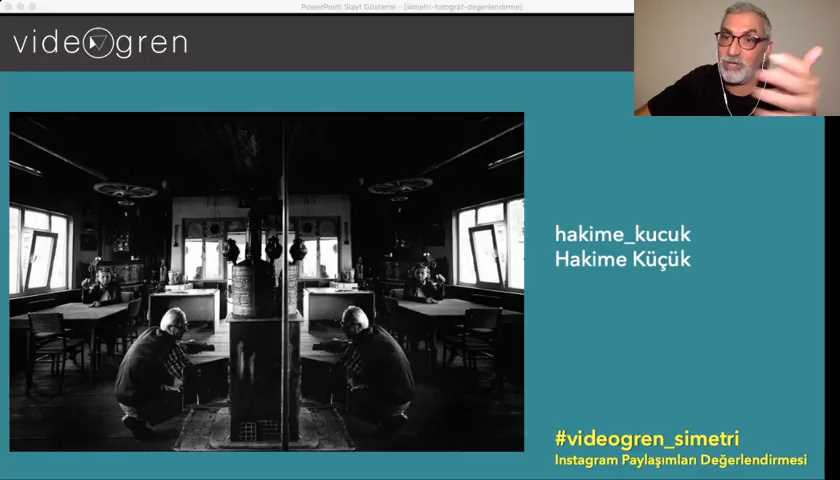 PowerPoint Slayt Gösterisi - [simetri-fotograf-degerlendirme]
videogren
hakime_kucuk
Hakime Küçük
#videogren_simetri
Instagram Paylaşımları Değerlendirmesi